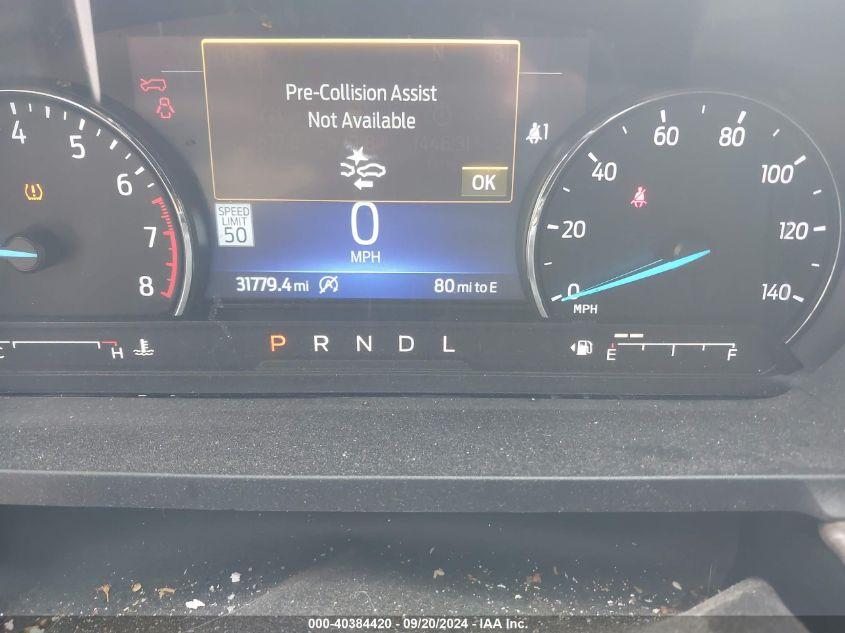 Pre-Collision Assist
Not Available
OK
1
4
5
6
7
8
SPEED
LIMIT
50
0
MPH
31779.4 mi
80 mi to E
0
20
40
60
80
100
120
140
MPH
H
P R N D L
E
F
000-40384420 - 09/20/2024 - IAA Inc.